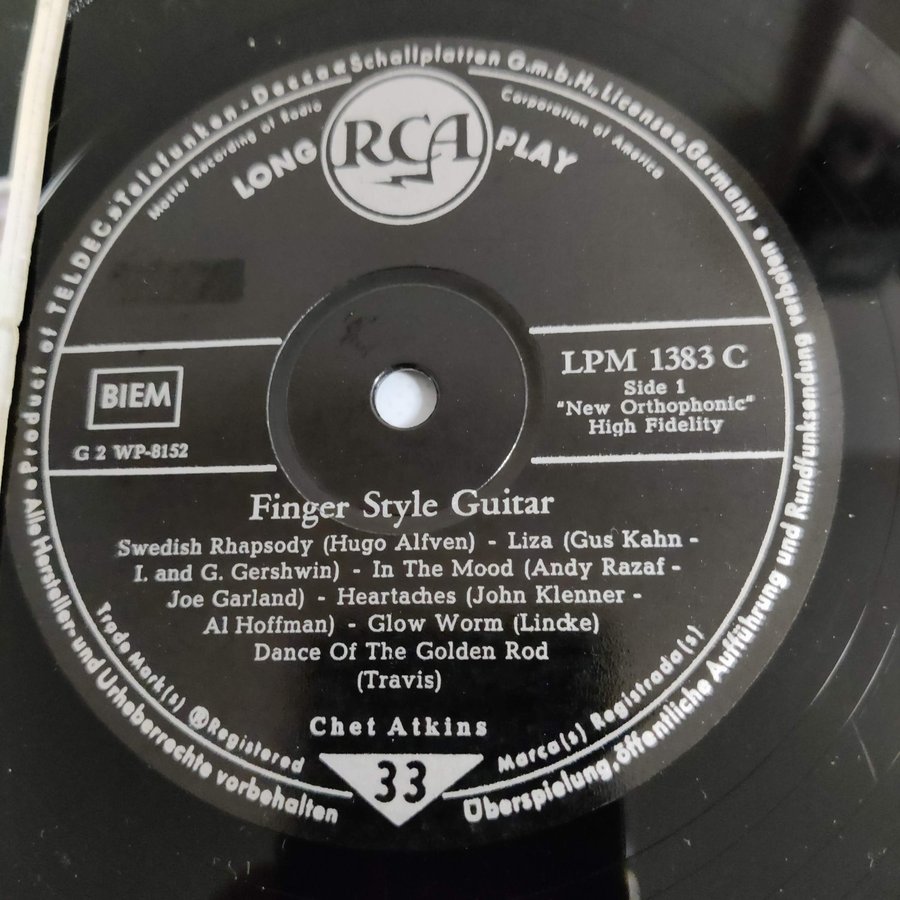 « Product of TELDEC » Telefunken - Decca « Schallplatten G.m.b.H., Licensee, Germany «
Master Recording of Radio Corporation of America
RCA
LONG PLAY
BIEM
G 2 WP-8152
LPM 1383 C
Side 1
"New Orthophonic"
High Fidelity
Finger Style Guitar
Swedish Rhapsody (Hugo Alfven) - Liza (Gus Kahn -
I. and G. Gershwin) - In The Mood (Andy Razaf -
Joe Garland) - Heartaches (John Klenner -
Al Hoffman) - Glow Worm (Lincke)
Dance Of The Golden Rod
(Travis)
Chet Atkins
33
Trade Mark(s) ®Registered
Marca(s) Registrada(s)
Alle Hersteller- und Urheberrechte vorbehalten
Überspielung, öffentliche Aufführung und Rundfunksendung verboten